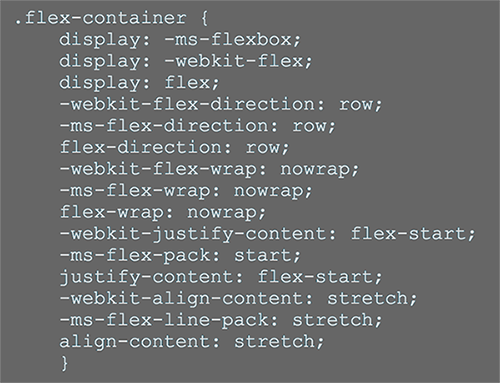 .flex-container {
    display: -ms-flexbox;
    display: -webkit-flex;
    display: flex;
    -webkit-flex-direction: row;
    -ms-flex-direction: row;
    flex-direction: row;
    -webkit-flex-wrap: nowrap;
    -ms-flex-wrap: nowrap;
    flex-wrap: nowrap;
    -webkit-justify-content: flex-start;
    -ms-flex-pack: start;
    justify-content: flex-start;
    -webkit-align-content: stretch;
    -ms-flex-line-pack: stretch;
    align-content: stretch;
    }